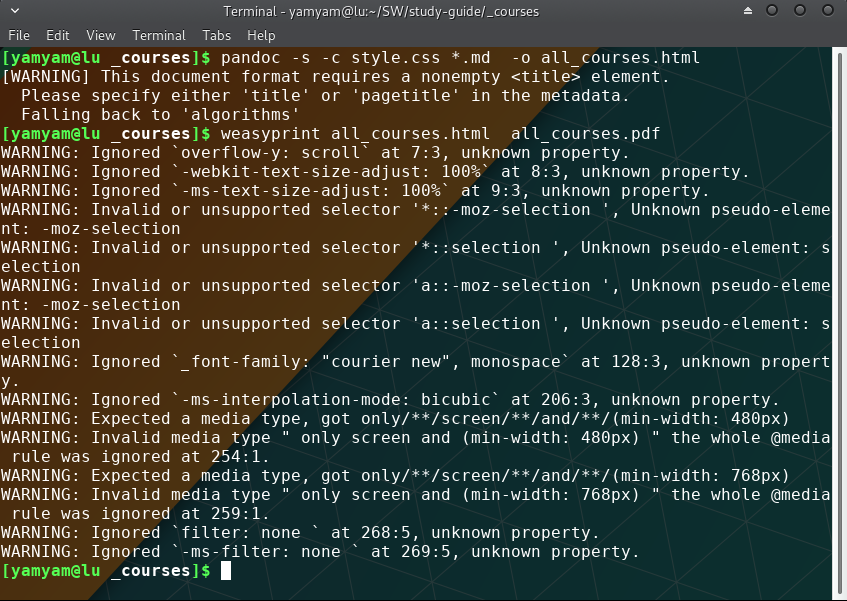 Terminal - yamyam@lu:~/SW/study-guide/_courses
File Edit View Terminal Tabs Help
[yamyam@lu _courses]$ pandoc -s -c style.css *.md  -o all_courses.html
[WARNING] This document format requires a nonempty <title> element.
  Please specify either 'title' or 'pagetitle' in the metadata.
  Falling back to 'algorithms'
[yamyam@lu _courses]$ weasyprint all_courses.html  all_courses.pdf
WARNING: Ignored `overflow-y: scroll` at 7:3, unknown property.
WARNING: Ignored `-webkit-text-size-adjust: 100%` at 8:3, unknown property.
WARNING: Ignored `-ms-text-size-adjust: 100%` at 9:3, unknown property.
WARNING: Invalid or unsupported selector '*::-moz-selection ', Unknown pseudo-eleme
nt: -moz-selection
WARNING: Invalid or unsupported selector '*::selection ', Unknown pseudo-element: s
election
WARNING: Invalid or unsupported selector 'a::-moz-selection ', Unknown pseudo-eleme
nt: -moz-selection
WARNING: Invalid or unsupported selector 'a::selection ', Unknown pseudo-element: s
election
WARNING: Ignored `_font-family: "courier new", monospace` at 128:3, unknown propert
y.
WARNING: Ignored `-ms-interpolation-mode: bicubic` at 206:3, unknown property.
WARNING: Expected a media type, got only/**/screen/**/and/**/(min-width: 480px)
WARNING: Invalid media type " only screen and (min-width: 480px) " the whole @media
 rule was ignored at 254:1.
WARNING: Expected a media type, got only/**/screen/**/and/**/(min-width: 768px)
WARNING: Invalid media type " only screen and (min-width: 768px) " the whole @media
 rule was ignored at 259:1.
WARNING: Ignored `filter: none ` at 268:5, unknown property.
WARNING: Ignored `-ms-filter: none ` at 269:5, unknown property.
[yamyam@lu _courses]$